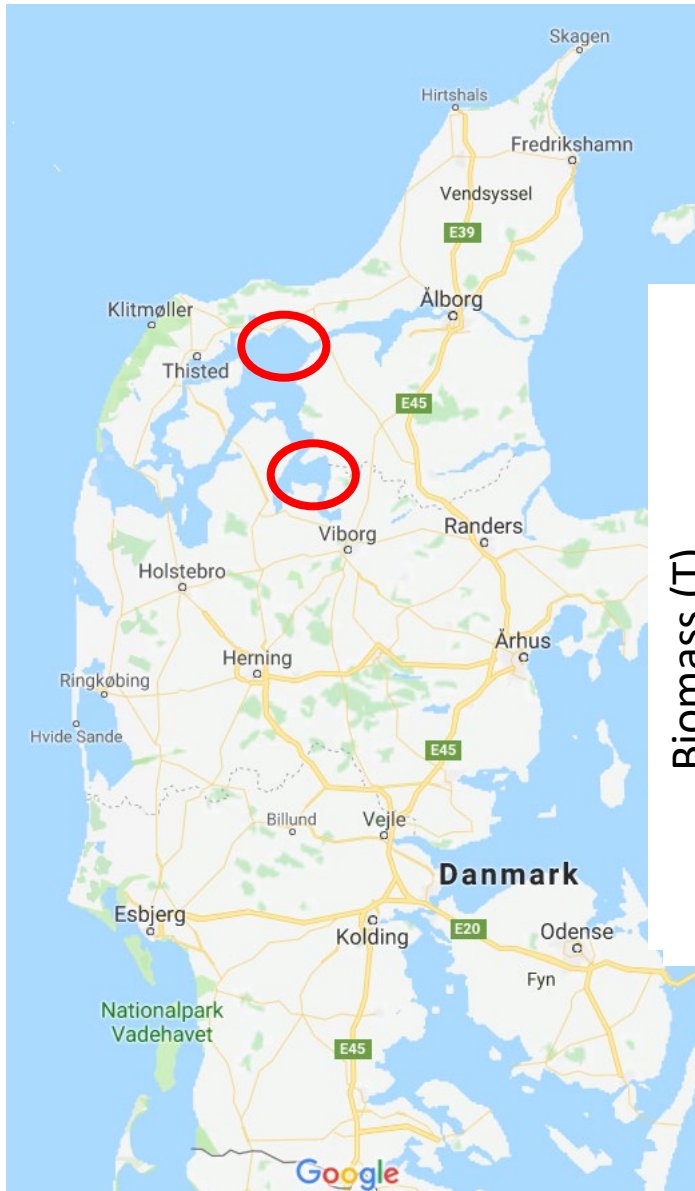 Skagen
Hirtshals
Fredrikshamn
Vendsyssel
E39
Ålborg
Klitmøller
Thisted
E45
Viborg
Randers
Holstebro
Århus
Herning
Ringkøbing
Hvide Sande
E45
Billund
Vejle
Danmark
Esbjerg
Kolding
E20
Odense
Fyn
Nationalpark
Vadehavet
E45
Google
Biomass (T)